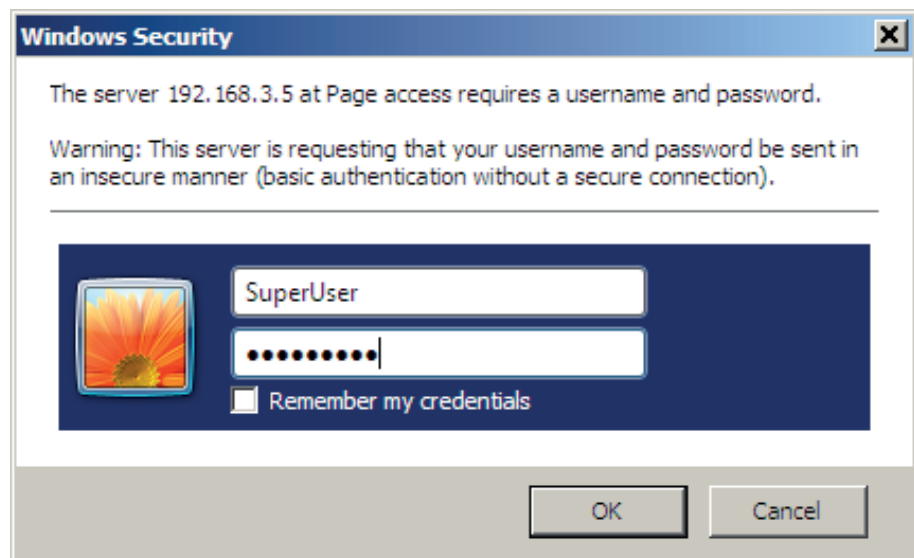 Windows Security
The server 192.168.3.5 at Page access requires a username and password.
Warning: This server is requesting that your username and password be sent in
an insecure manner (basic authentication without a secure connection).
SuperUser
•••••••••
Remember my credentials
OK
Cancel